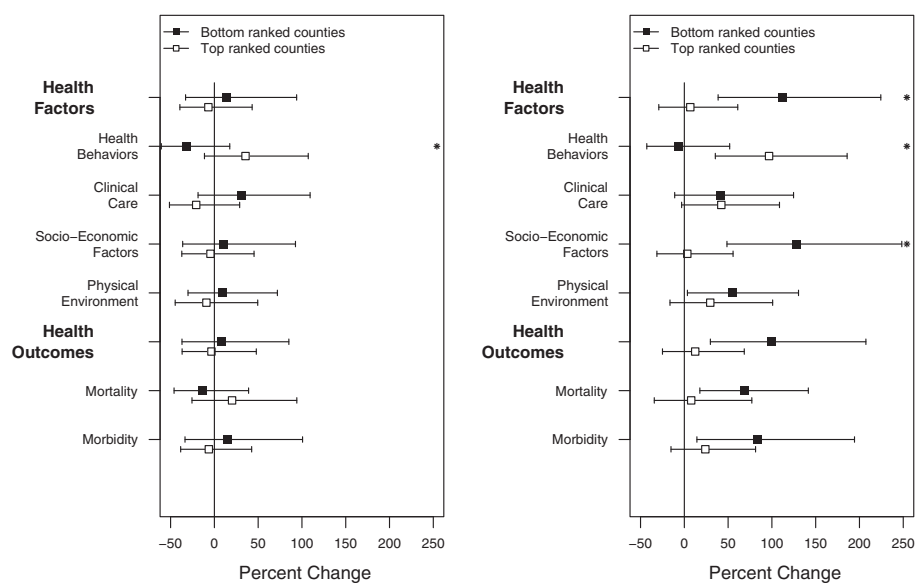 Bottom ranked counties
Top ranked counties
Health
Factors
Health
Behaviors
*
Clinical
Care
Socio−Economic
Factors
Physical
Environment
Health
Outcomes
Mortality
Morbidity
−50 0 50 100 150 200 250
Percent Change
Bottom ranked counties
Top ranked counties
Health
Factors
*
Health
Behaviors
*
Clinical
Care
Socio−Economic
Factors
*
Physical
Environment
Health
Outcomes
Mortality
Morbidity
−50 0 50 100 150 200 250
Percent Change